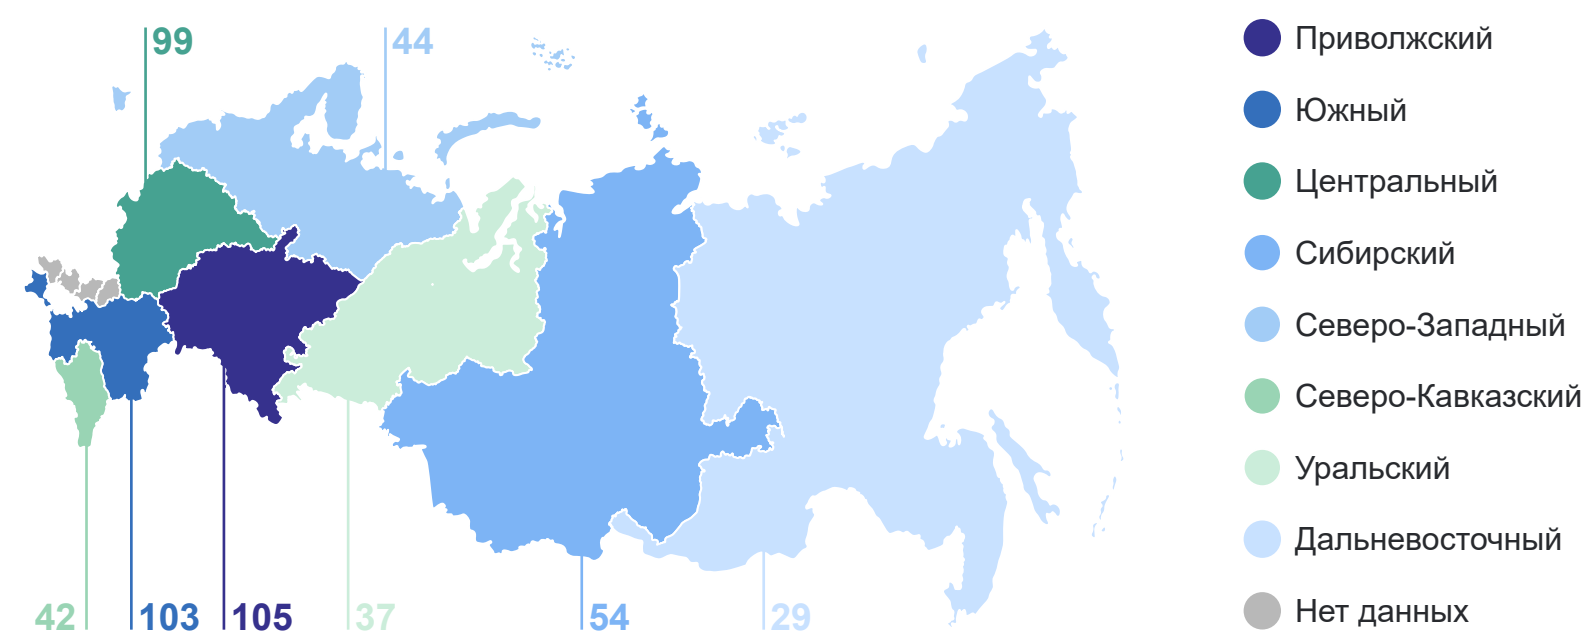 99
44
42
103
105
37
54
29
Приволжский
Южный
Центральный
Сибирский
Северо-Западный
Северо-Кавказский
Уральский
Дальневосточный
Нет данных